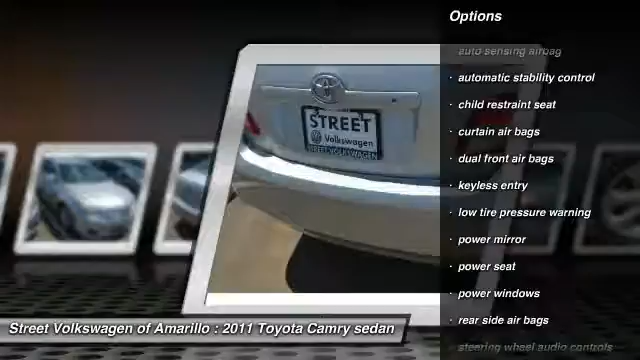 Options
auto sensing airbag
· automatic stability control
· child restraint seat
· curtain air bags
· dual front air bags
· keyless entry
· low tire pressure warning
· power mirror
· power seat
· power windows
· rear side air bags
steering wheel audio controls
STREET
Volkswagen
STREET VOLKSWAGEN
Street Volkswagen of Amarillo : 2011 Toyota Camry sedan